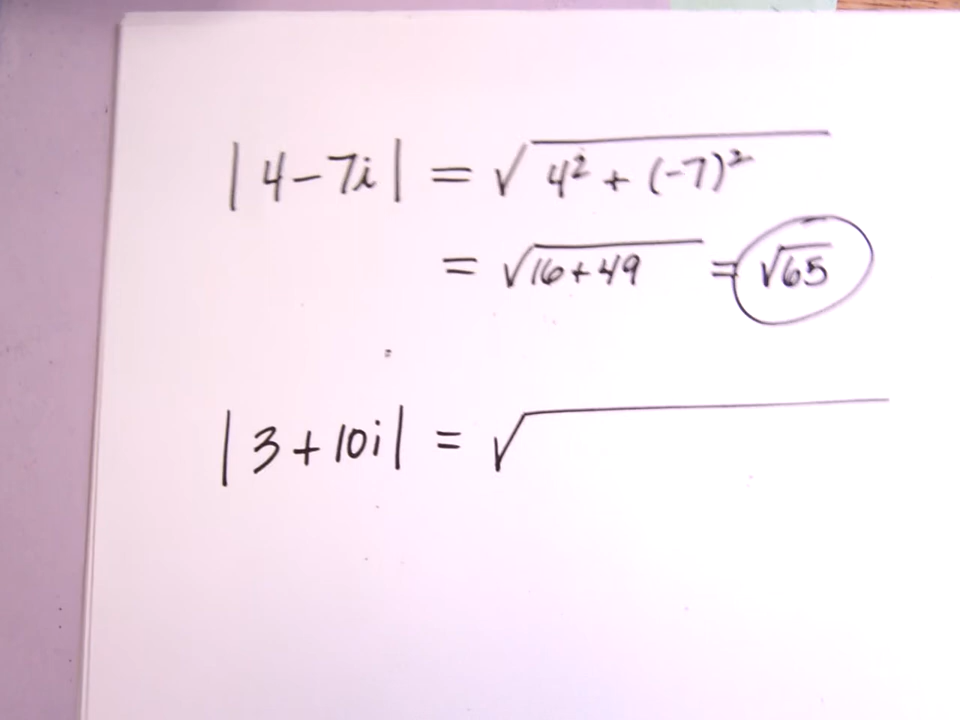 |4-7i| = √4² + (-7)²
= √16+49 = √65
|3+10i| = √